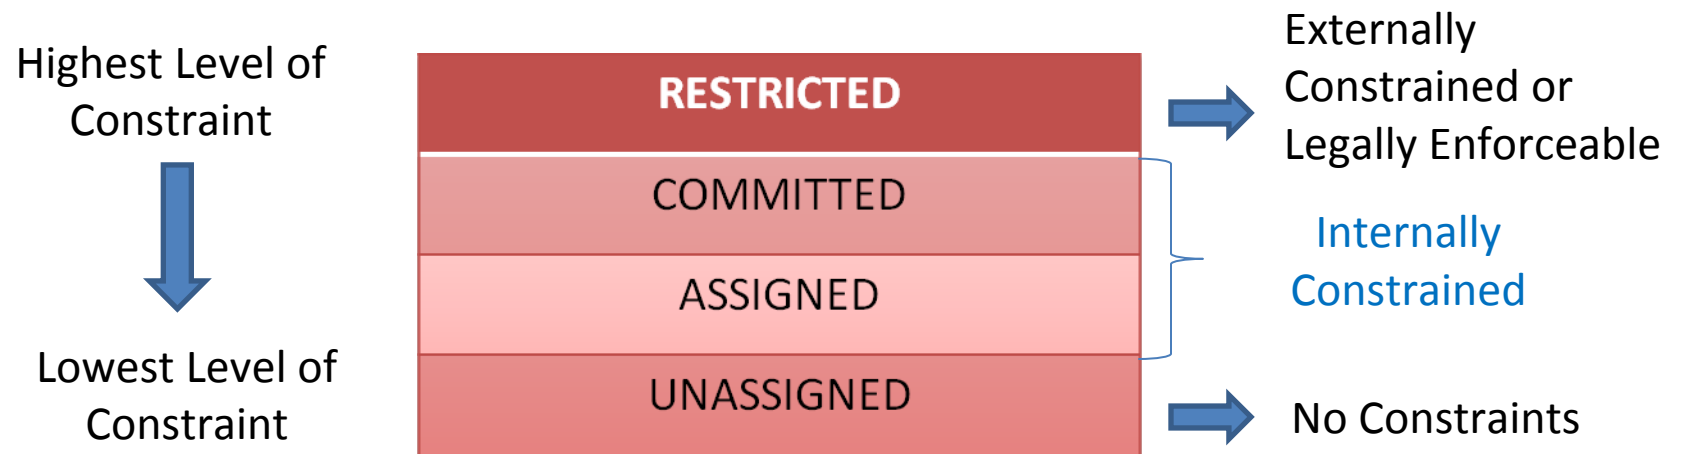 Highest Level of
Constraint
Lowest Level of
Constraint
RESTRICTED
COMMITTED
ASSIGNED
UNASSIGNED
Externally
Constrained or
Legally Enforceable
Internally
Constrained
No Constraints